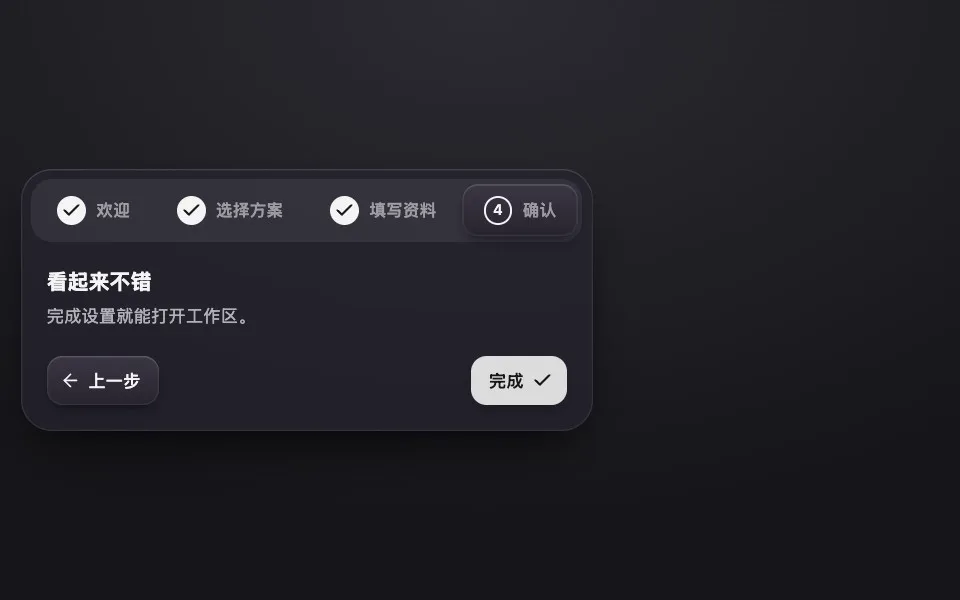 欢迎
选择方案
填写资料
4 确认
看起来不错
完成设置就能打开工作区。
上一步
完成